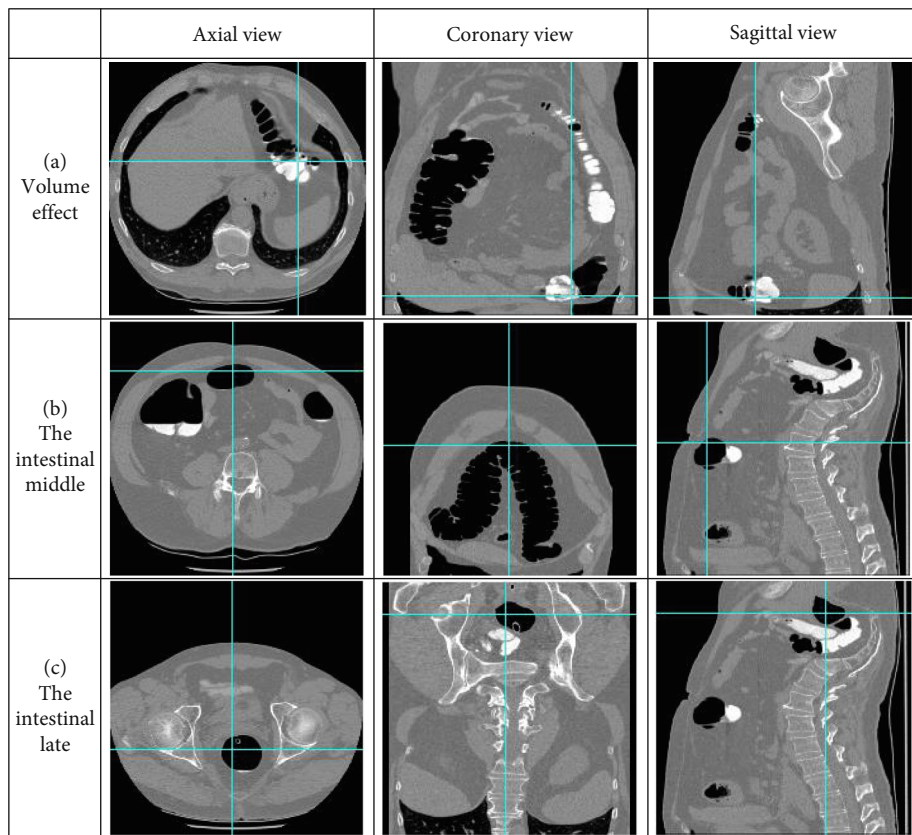 Axial view
Coronary view
Sagittal view
(a)
Volume
effect
(b)
The
intestinal
middle
(c)
The
intestinal
late